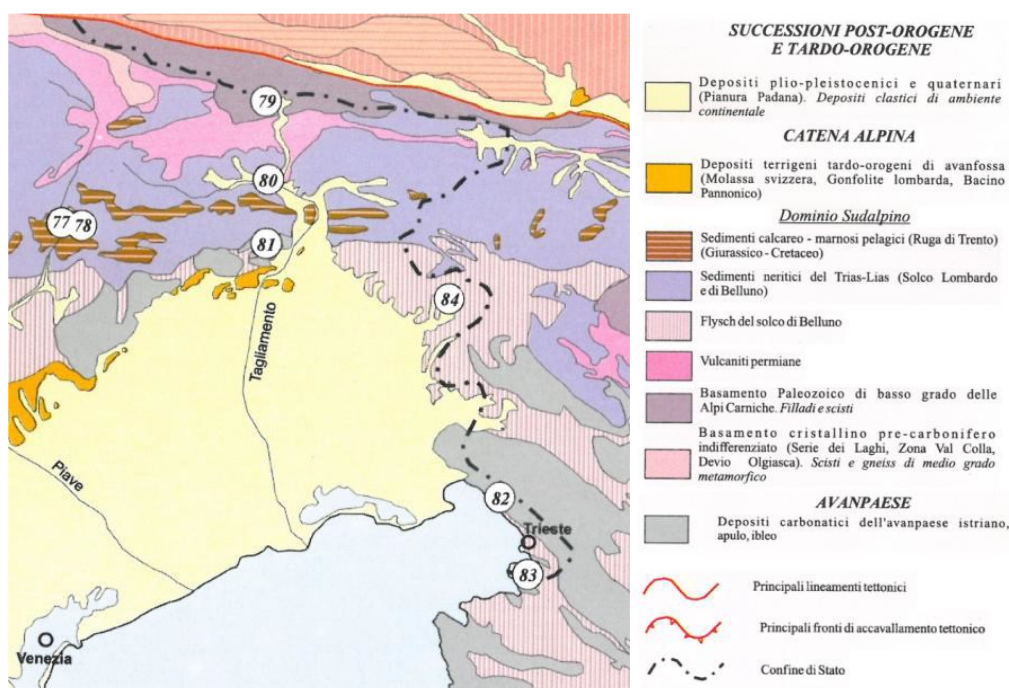 79
80
77 78
81
84
Tagliamento
Piave
82
Trieste
83
Venezia
SUCCESSIONI POST-OROGENE
E TARDO-OROGENE
Depositi plio-pleistocenici e quaternari
(Pianura Padana). Depositi clastici di ambiente
continentale
CATENA ALPINA
Depositi terrigeni tardo-orogeni di avanfossa
(Molassa svizzera, Gonfolite lombarda, Bacino
Pannonico)
Dominio Sudalpino
Sedimenti calcareo - marnosi pelagici (Ruga di Trento)
(Giurassico - Cretaceo)
Sedimenti neritici del Trias-Lias (Solco Lombardo
e di Belluno)
Flysch del solco di Belluno
Vulcaniti permiane
Basamento Paleozoico di basso grado delle
Alpi Carniche. Filladi e scisti
Basamento cristallino pre-carbonifero
indifferenziato (Serie dei Laghi, Zona Val Colla,
Devio Olgiasca). Scisti e gneiss di medio grado
metamorfico
AVANPAESE
Depositi carbonatici dell'avanpaese istriano,
apulo, ibleo
Principali lineamenti tettonici
Principali fronti di accavallamento tettonico
Confine di Stato